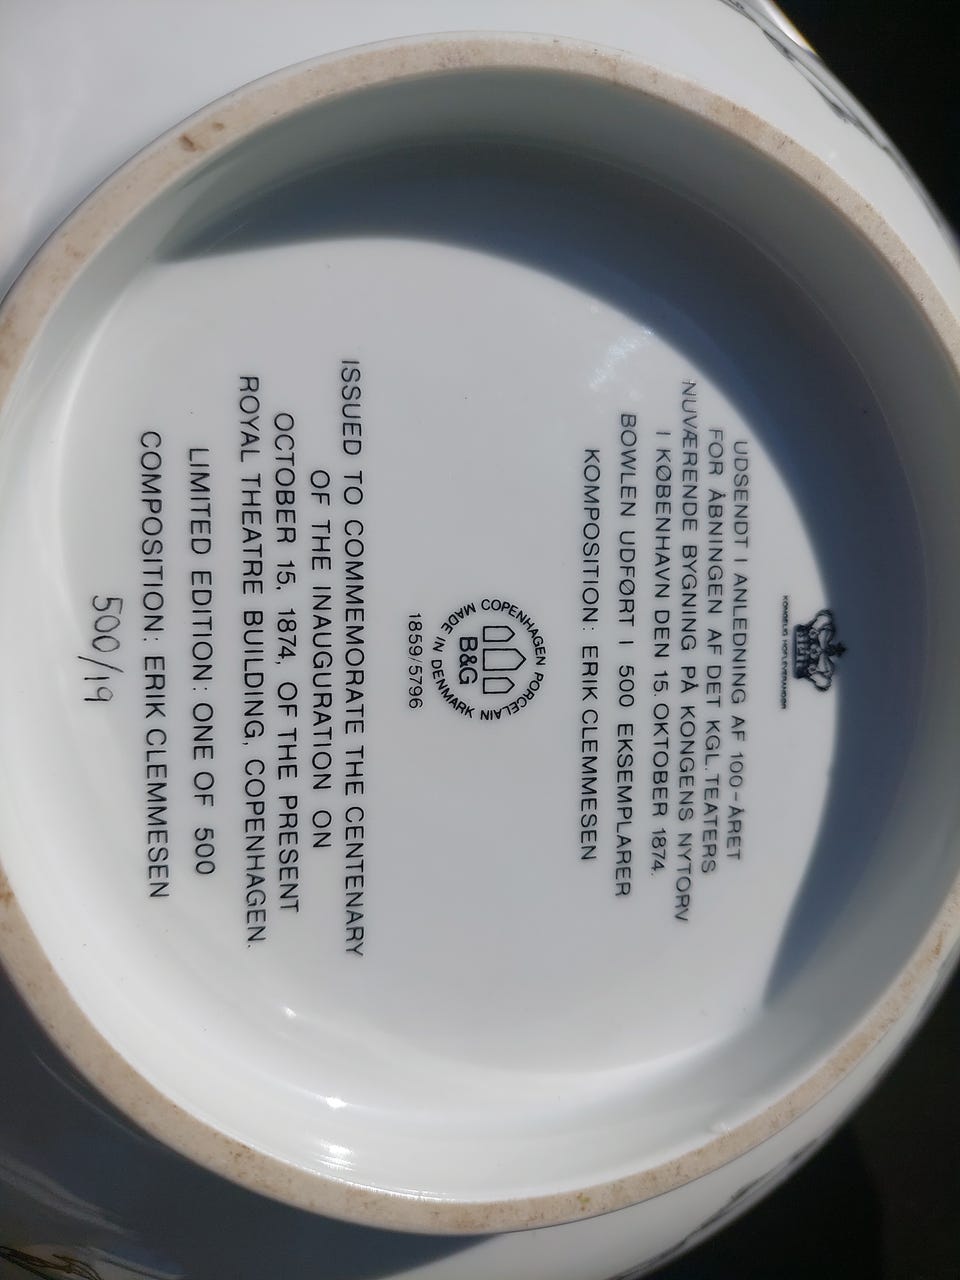 KONGELIG HOFLEVERANDØR
UDSENDT I ANLEDNING AF 100-ÅRET
FOR ÅBNINGEN AF DET KGL. TEATERS
NUVÆRENDE BYGNING PÅ KONGENS NYTORV
I KØBENHAVN DEN 15. OKTOBER 1874.
BOWLEN UDFØRT I 500 EKSEMPLARER
KOMPOSITION: ERIK CLEMMESEN
COPENHAGEN PORCELAIN
B&G
MADE IN DENMARK
1859/5796
ISSUED TO COMMEMORATE THE CENTENARY
OF THE INAUGURATION ON
OCTOBER 15. 1874, OF THE PRESENT
ROYAL THEATRE BUILDING, COPENHAGEN.
LIMITED EDITION: ONE OF 500
COMPOSITION: ERIK CLEMMESEN
500/19